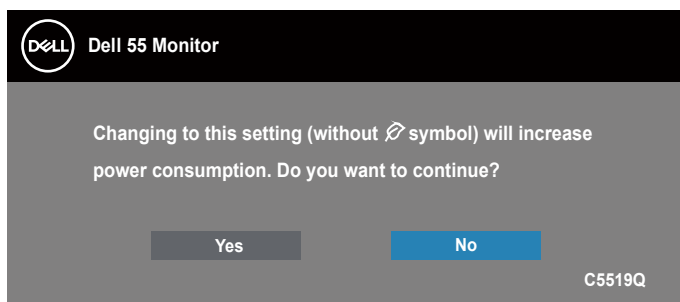 DELL Dell 55 Monitor
Changing to this setting (without symbol) will increase
power consumption. Do you want to continue?
Yes No
C5519Q